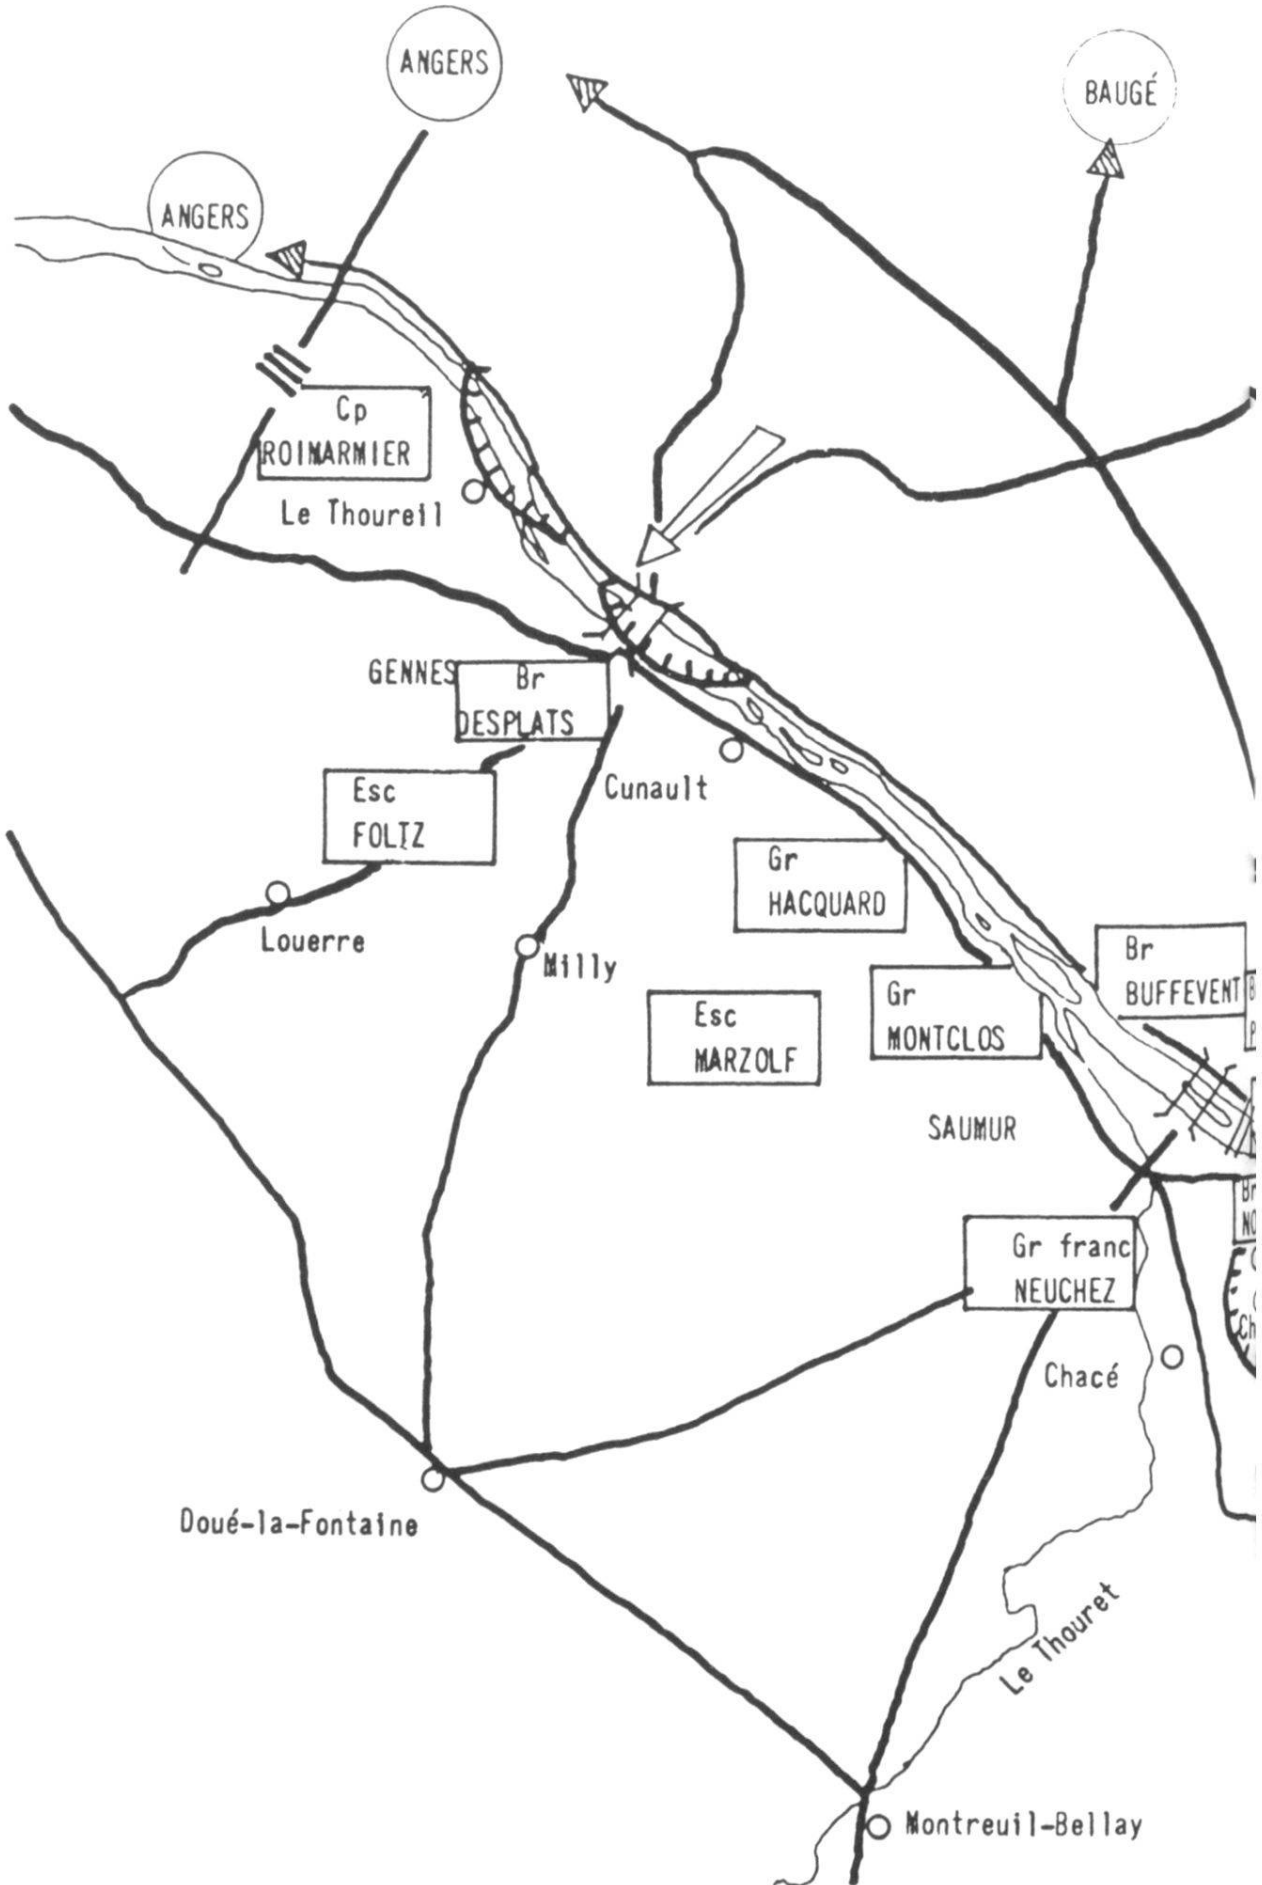 ANGERS
BAUGÉ
ANGERS
Cp
ROIMARMIER
Le Thoureil
GENNES
Br
DESPLATS
Cunault
Esc
FOLTZ
Louerre
Milly
Gr
HACQUARD
Br
BUFFEVENT
Gr
MONTCLOS
Esc
MARZOLF
SAUMUR
Gr franc
NEUCHEZ
Chacé
Doué-la-Fontaine
Le Thouret
Montreuil-Bellay